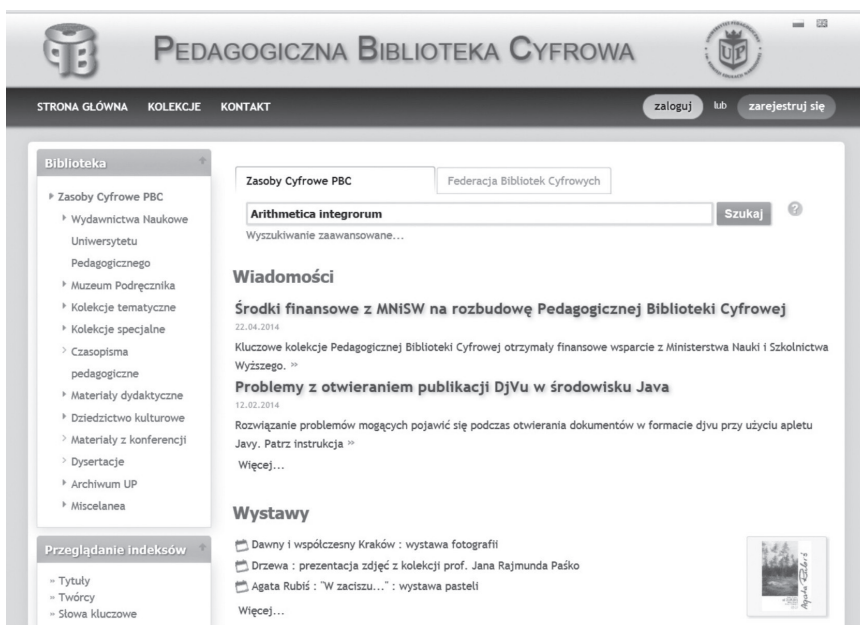 PEDAGOGICZNA BIBLIOTEKA CYFROWA
UP
STRONA GŁÓWNA KOLEKCJE KONTAKT zaloguj lub zarejestruj się
Biblioteka
Zasoby Cyfrowe PBC
Wydawnictwa Naukowe
Uniwersytetu
Pedagogicznego
Muzeum Podręcznika
Kolekcje tematyczne
Kolekcje specjalne
Czasopisma
pedagogiczne
Materiały dydaktyczne
Dziedzictwo kulturowe
Materiały z konferencji
Dysertacje
Archiwum UP
Miscelanea
Przeglądanie indeksów
» Tytuły
» Twórcy
» Słowa kluczowe
Zasoby Cyfrowe PBC Federacja Bibliotek Cyfrowych
Arithmetica integrorum Szukaj ?
Wyszukiwanie zaawansowane...
Wiadomości
Środki finansowe z MNiSW na rozbudowę Pedagogicznej Biblioteki Cyfrowej
22.04.2014
Kluczowe kolekcje Pedagogicznej Biblioteki Cyfrowej otrzymały finansowe wsparcie z Ministerstwa Nauki i Szkolnictwa
Wyższego. »
Problemy z otwieraniem publikacji DjVu w środowisku Java
12.02.2014
Rozwiązanie problemów mogących pojawić się podczas otwierania dokumentów w formacie djvu przy użyciu apletu
Javy. Patrz instrukcja »
Więcej...
Wystawy
Dawny i współczesny Kraków : wystawa fotografii
Drzewa : prezentacja zdjęć z kolekcji prof. Jana Rajmunda Paśko
Agata Rubiś : "W zaciszu..." : wystawa pasteli
Więcej...
Agata Rubiś